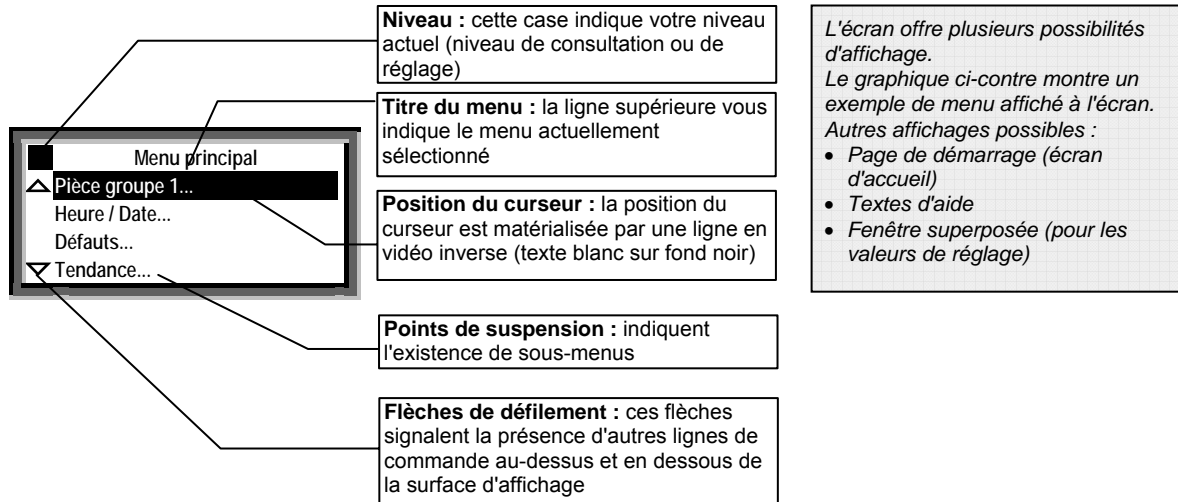 Niveau : cette case indique votre niveau
actuel (niveau de consultation ou de
réglage)
Titre du menu : la ligne supérieure vous
indique le menu actuellement
sélectionné
Menu principal
Pièce groupe 1...
Heure / Date...
Défauts...
Tendance...
Position du curseur : la position du
curseur est matérialisée par une ligne en
vidéo inverse (texte blanc sur fond noir)
Points de suspension : indiquent
l'existence de sous-menus
Flèches de défilement : ces flèches
signalent la présence d'autres lignes de
commande au-dessus et en dessous de
la surface d'affichage
L'écran offre plusieurs possibilités
d'affichage.
Le graphique ci-contre montre un
exemple de menu affiché à l'écran.
Autres affichages possibles :
• Page de démarrage (écran
d'accueil)
• Textes d'aide
• Fenêtre superposée (pour les
valeurs de réglage)